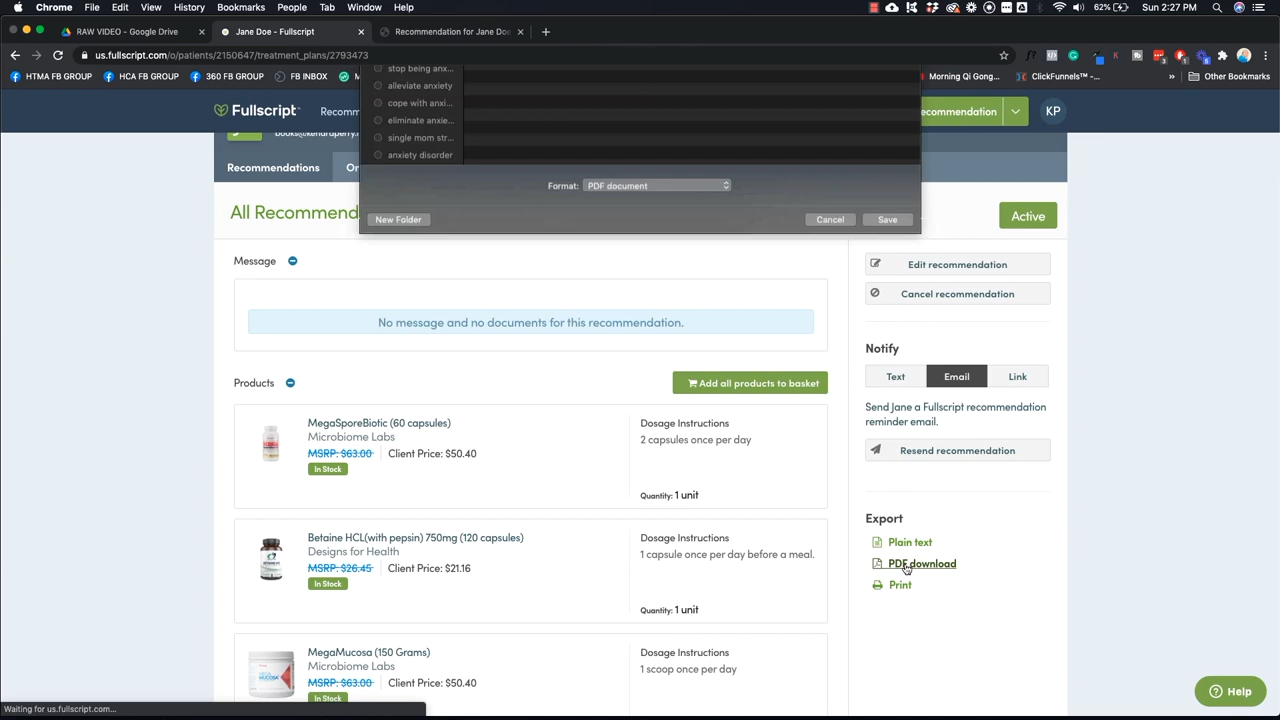 Chrome File Edit View History Bookmarks People Tab Window Help
62% Sun 2:27 PM
RAW VIDEO - Google Drive
Jane Doe - Fullscript
Recommendation for Jane Doe
us.fullscript.com/o/patients/2150647/treatment_plans/2793473
HTMA FB GROUP HCA FB GROUP 360 FB GROUP FB INBOX
Morning Qi Gong... ClickFunnels™ -... » Other Bookmarks
stop being anx...
alleviate anxiety
cope with anxi...
eliminate anxie...
single mom str...
anxiety disorder
Format: PDF document
New Folder Cancel Save
Fullscript
Recomm
ecommendation
KP
Recommendations
Or
All Recommend
Active
Message
No message and no documents for this recommendation.
Products
Add all products to basket
MegaSporeBiotic (60 capsules)
Microbiome Labs
MSRP: $63.00 Client Price: $50.40
In Stock
Dosage Instructions
2 capsules once per day
Quantity: 1 unit
Betaine HCL(with pepsin) 750mg (120 capsules)
Designs for Health
MSRP: $26.45 Client Price: $21.16
In Stock
Dosage Instructions
1 capsule once per day before a meal.
Quantity: 1 unit
MegaMucosa (150 Grams)
Microbiome Labs
MSRP: $63.00 Client Price: $50.40
In Stock
Dosage Instructions
1 scoop once per day
Edit recommendation
Cancel recommendation
Notify
Text Email Link
Send Jane a Fullscript recommendation
reminder email.
Resend recommendation
Export
Plain text
PDF download
Print
Help
Waiting for us.fullscript.com...